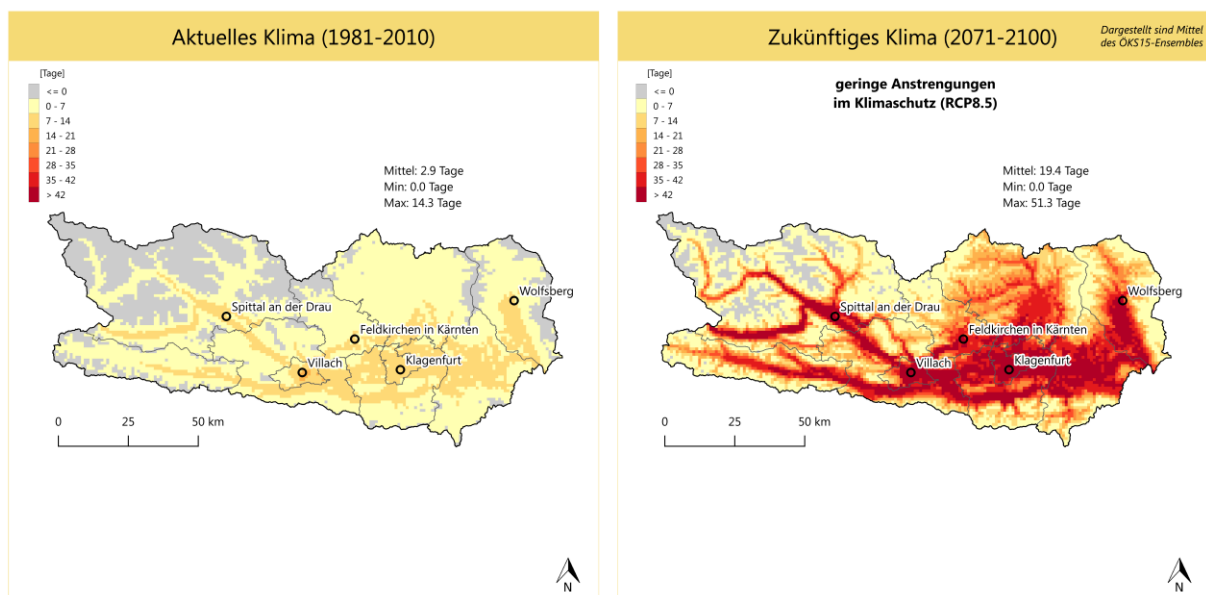 Aktuelles Klima (1981-2010)
[Tage]
<= 0
0 - 7
7 - 14
14 - 21
21 - 28
28 - 35
35 - 42
> 42
Mittel: 2.9 Tage
Min: 0.0 Tage
Max: 14.3 Tage
Wolfsberg
Spittal an der Drau
Feldkirchen in Kärnten
Villach
Klagenfurt
0 25 50 km
N
Zukünftiges Klima (2071-2100)
Dargestellt sind Mittel
des ÖKS15-Ensembles
geringe Anstrengungen
im Klimaschutz (RCP8.5)
[Tage]
<= 0
0 - 7
7 - 14
14 - 21
21 - 28
28 - 35
35 - 42
> 42
Mittel: 19.4 Tage
Min: 0.0 Tage
Max: 51.3 Tage
Wolfsberg
Spittal an der Drau
Feldkirchen in Kärnten
Villach
Klagenfurt
0 25 50 km
N